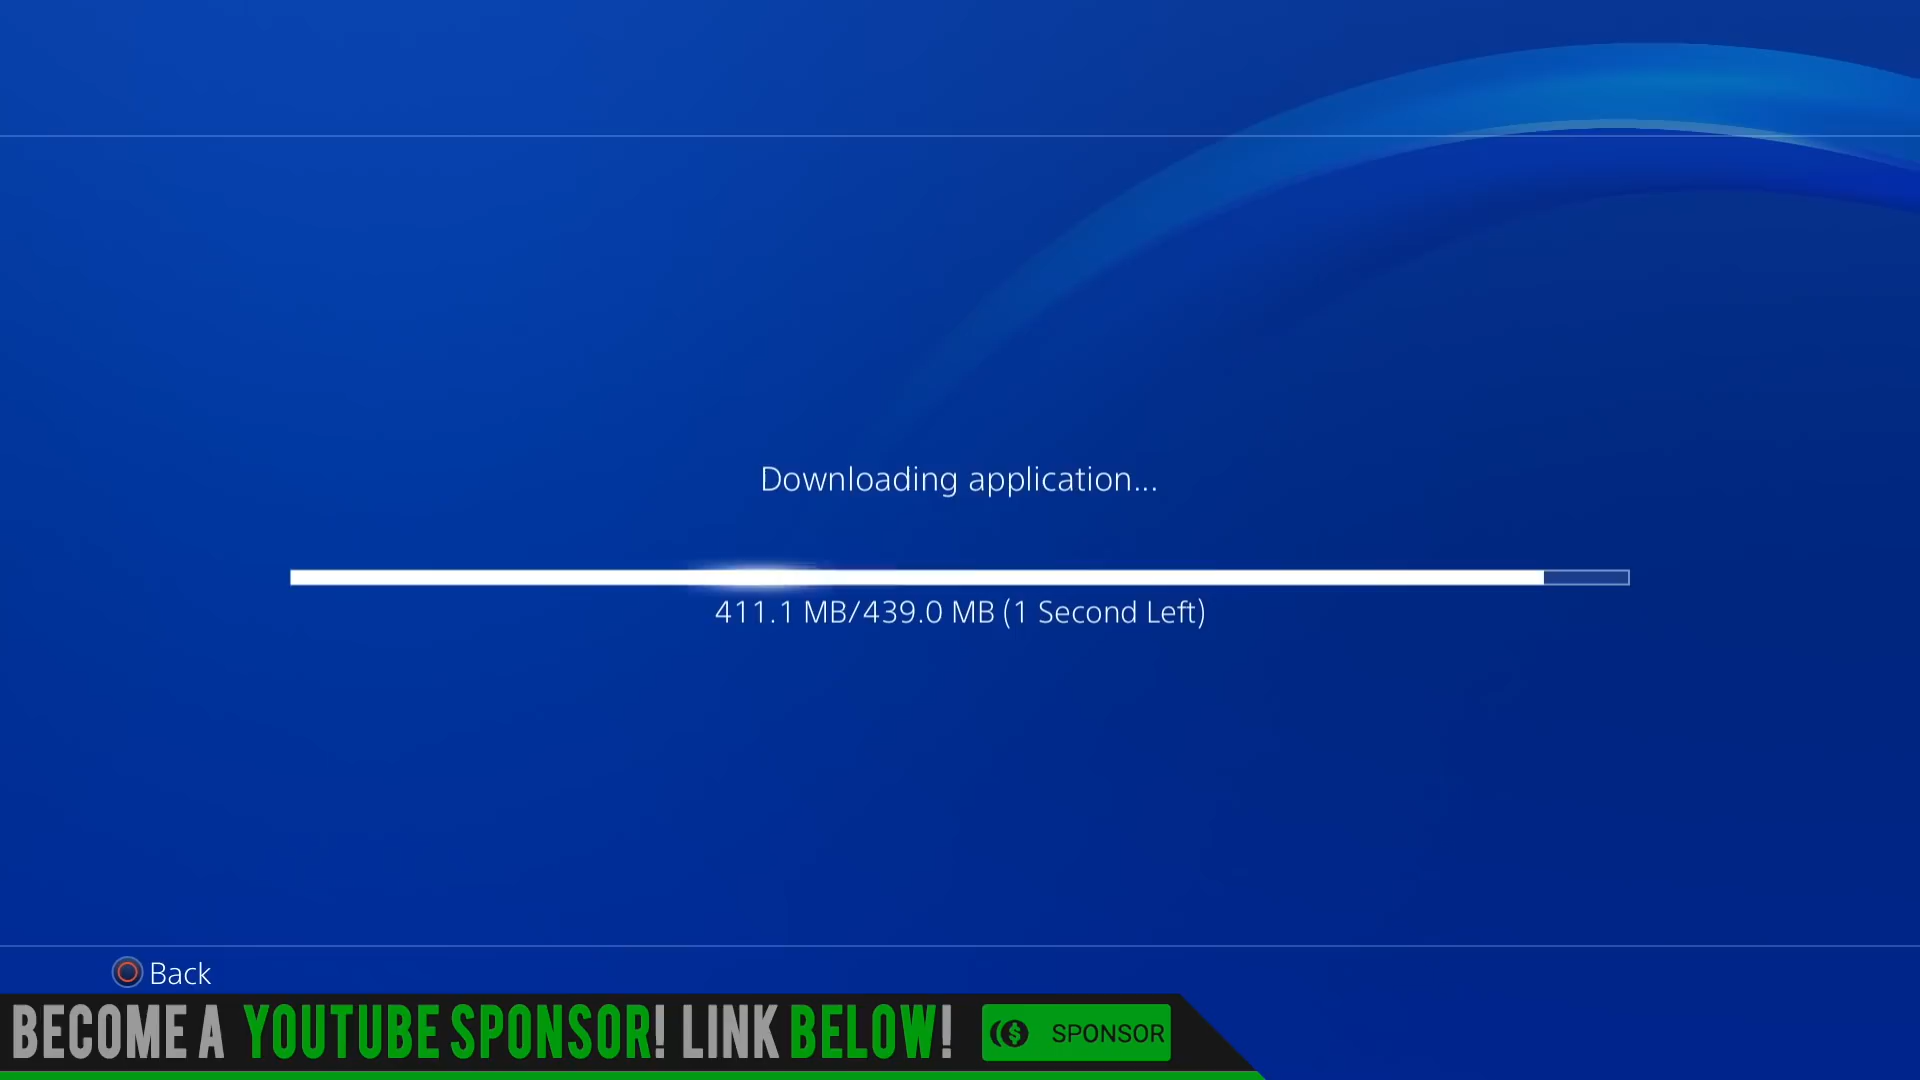 Downloading application...
411.1 MB/439.0 MB (1 Second Left)
Back
BECOME A YOUTUBE SPONSOR! LINK BELOW!
SPONSOR